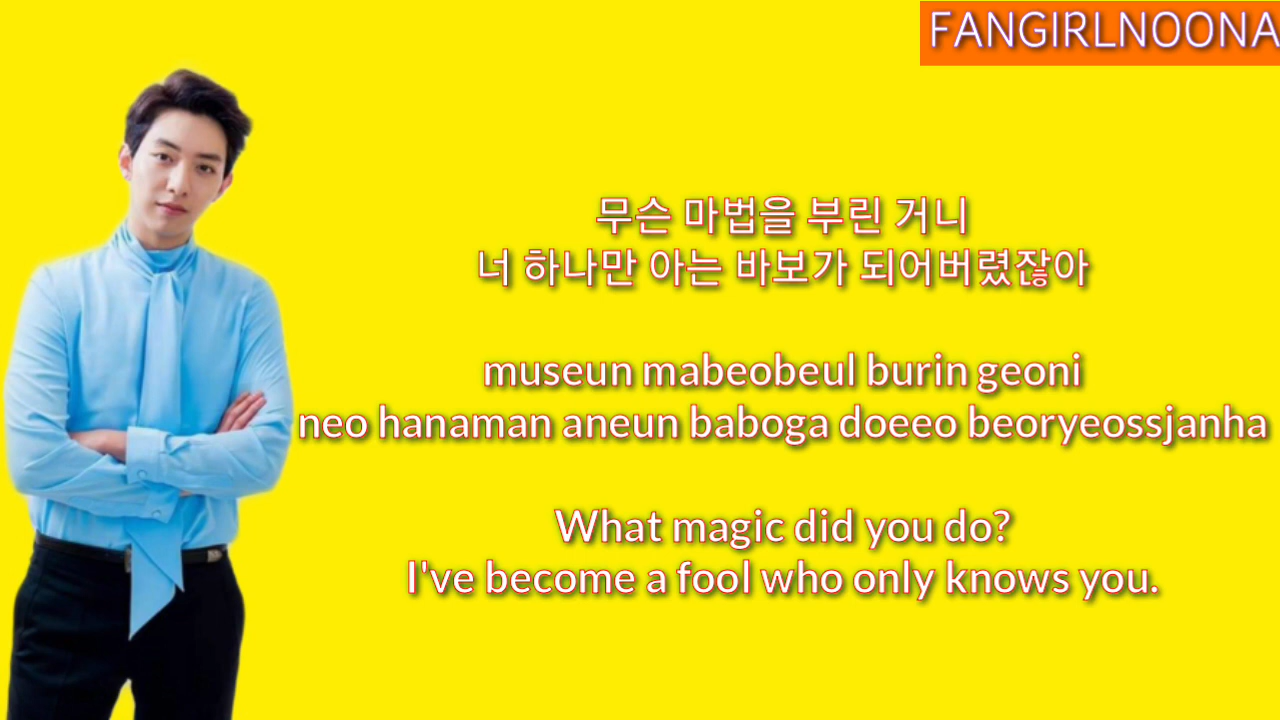 FANGIRLNOONA
무슨 마법을 부린 거니
너 하나만 아는 바보가 되어버렸잖아
museun mabeobeul burin geoni
neo hanaman aneun baboga doeeo beoryeossjanha
What magic did you do?
I've become a fool who only knows you.